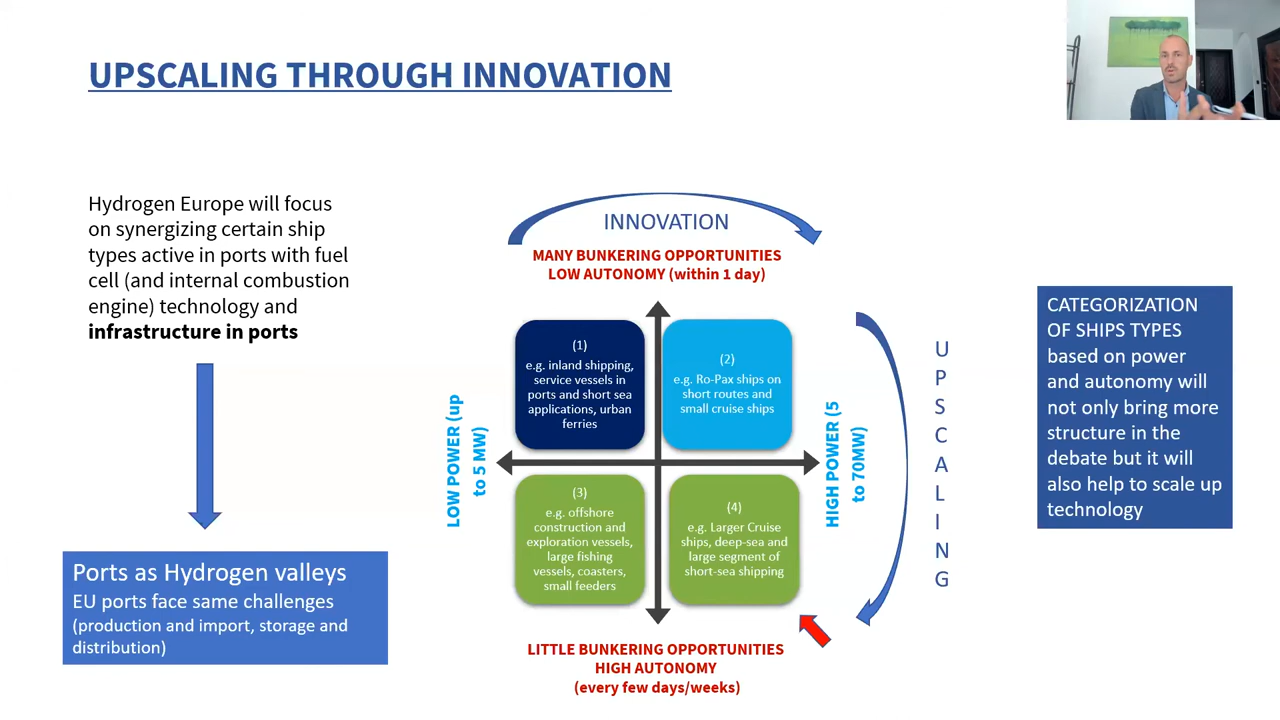 UPSCALING THROUGH INNOVATION
Hydrogen Europe will focus
on synergizing certain ship
types active in ports with fuel
cell (and internal combustion
engine) technology and
infrastructure in ports
Ports as Hydrogen valleys
EU ports face same challenges
(production and import, storage and
distribution)
INNOVATION
MANY BUNKERING OPPORTUNITIES
LOW AUTONOMY (within 1 day)
LOW POWER (up
to 5 MW)
(1)
e.g. inland shipping,
service vessels in
ports and short sea
applications, urban
ferries
(2)
e.g. Ro-Pax ships on
short routes and
small cruise ships
HIGH POWER (5
to 70MW)
(3)
e.g. offshore
construction and
exploration vessels,
large fishing
vessels, coasters,
small feeders
(4)
e.g. Larger Cruise
ships, deep-sea and
large segment of
short-sea shipping
LITTLE BUNKERING OPPORTUNITIES
HIGH AUTONOMY
(every few days/weeks)
UPSCALING
CATEGORIZATION
OF SHIPS TYPES
based on power
and autonomy will
not only bring more
structure in the
debate but it will
also help to scale up
technology